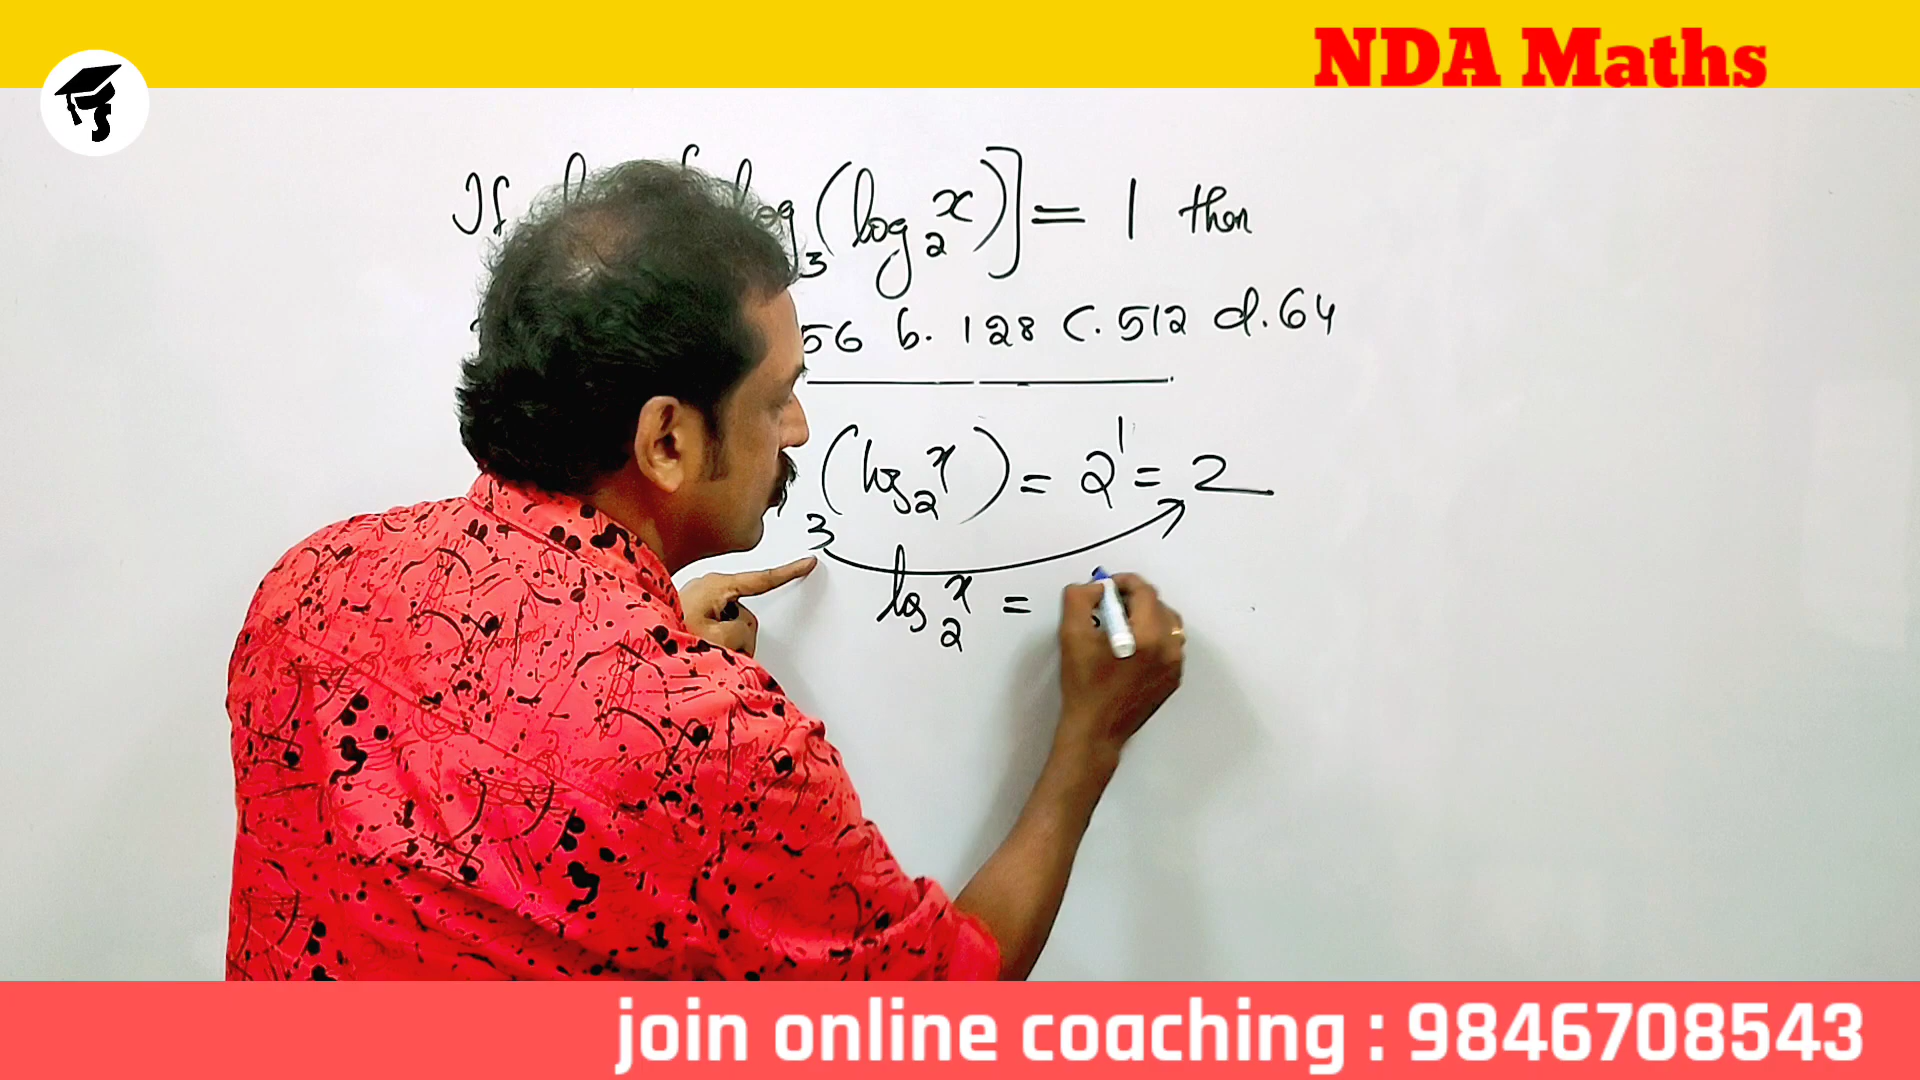 NDA Maths
If log₃(log₂x)] = 1 then
56 b. 128 c. 512 d. 64
3(log₂x) = 2¹ = 2
log₂x =
join online coaching : 9846708543